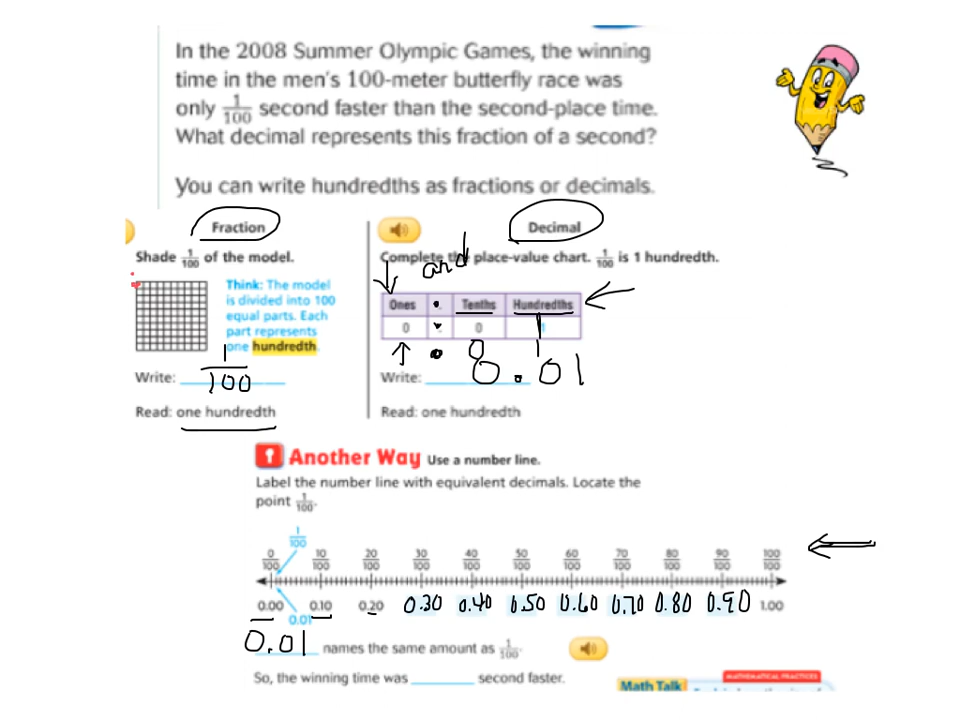 In the 2008 Summer Olympic Games, the winning
time in the men's 100-meter butterfly race was
only 1/100 second faster than the second-place time.
What decimal represents this fraction of a second?
You can write hundredths as fractions or decimals.
Fraction
Shade 1/100 of the model.
Think: The model
is divided into 100
equal parts. Each
part represents
one hundredth.
Write: 1/100
Read: one hundredth
Decimal
Complete the place-value chart. 1/100 is 1 hundredth.
and
Ones . Tenths Hundredths
0 . 0 1
. 0 1
Write: 0.01
Read: one hundredth
Another Way Use a number line.
Label the number line with equivalent decimals. Locate the
point 1/100.
1/100
0/100 10/100 20/100 30/100 40/100 50/100 60/100 70/100 80/100 90/100 100/100
0.00 0.10 0.20 0.30 0.40 0.50 0.60 0.70 0.80 0.90 1.00
0.01
0.01 names the same amount as 1/100.
So, the winning time was ______ second faster.
MATHEMATICAL PRACTICES
Math Talk